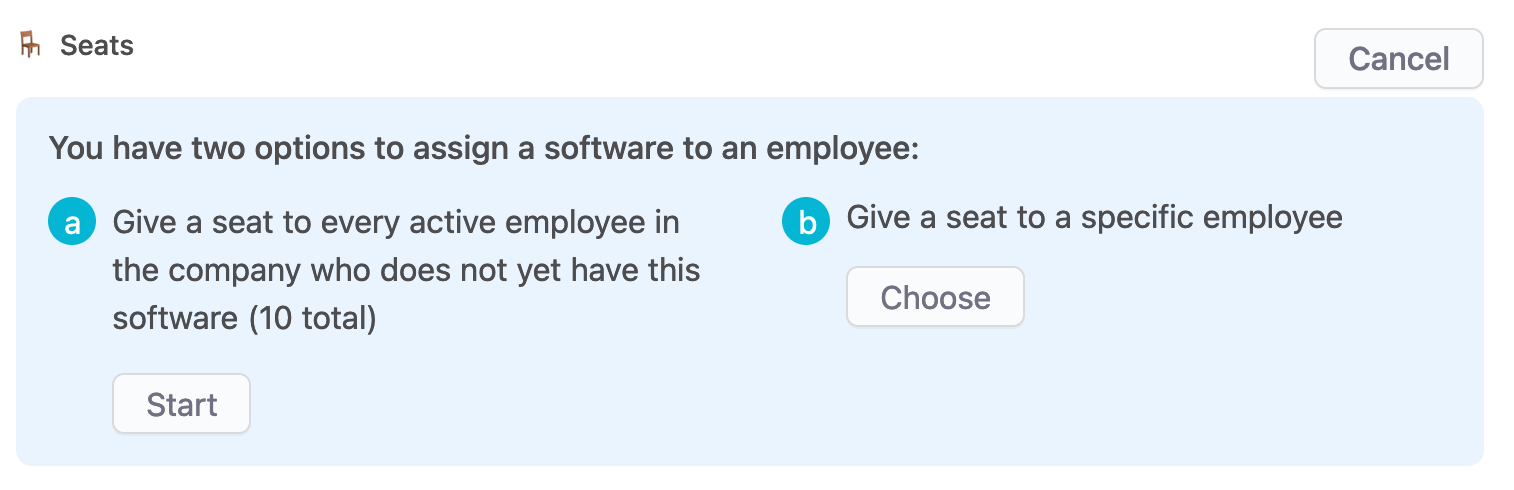 Seats
Cancel
You have two options to assign a software to an employee:
a
Give a seat to every active employee in
the company who does not yet have this
software (10 total)
Start
b
Give a seat to a specific employee
Choose